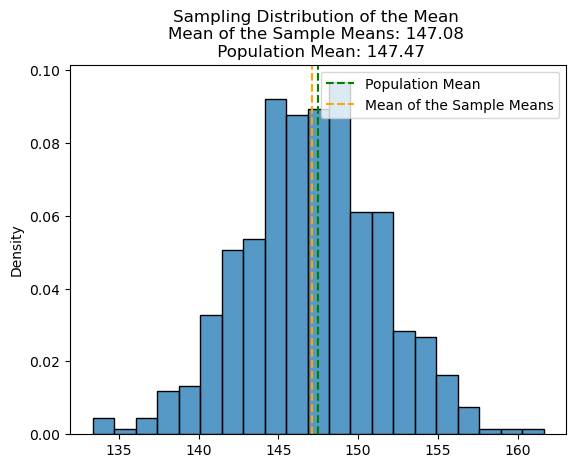 Sampling Distribution of the Mean
Mean of the Sample Means: 147.08
Population Mean: 147.47
Population Mean
Mean of the Sample Means
Density
0.10
0.08
0.06
0.04
0.02
0.00
135 140 145 150 155 160